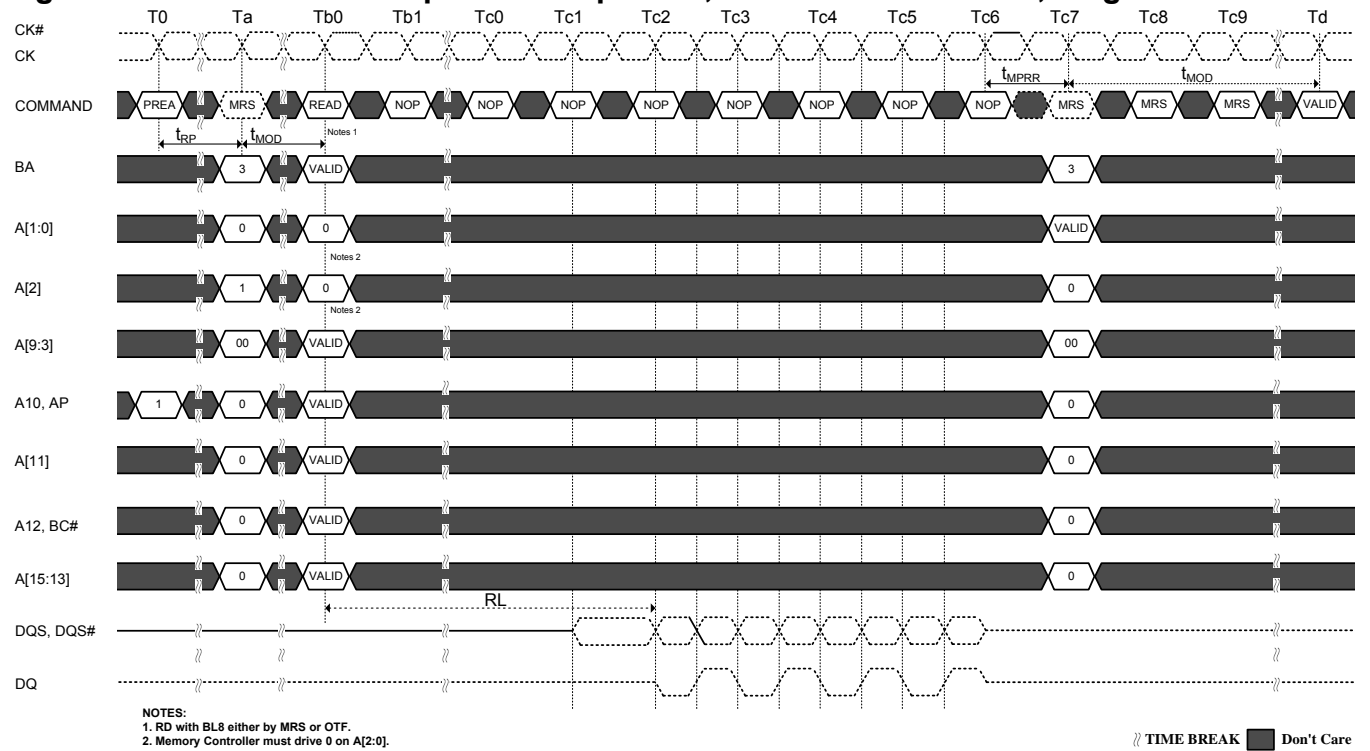 T0 Ta Tb0 Tb1 Tc0 Tc1 Tc2 Tc3 Tc4 Tc5 Tc6 Tc7 Tc8 Tc9 Td
CK#
CK
tMPRR tMOD
COMMAND PREA MRS READ NOP NOP NOP NOP NOP NOP NOP NOP MRS MRS MRS VALID
tRP tMOD Notes 1
BA 3 VALID 3
A[1:0] 0 0 VALID
Notes 2
A[2] 1 0 0
Notes 2
A[9:3] 00 VALID 00
A10, AP 1 0 VALID 0
A[11] 0 VALID 0
A12, BC# 0 VALID 0
A[15:13] 0 VALID 0
RL
DQS, DQS#
DQ
NOTES:
1. RD with BL8 either by MRS or OTF.
2. Memory Controller must drive 0 on A[2:0].
TIME BREAK Don't Care